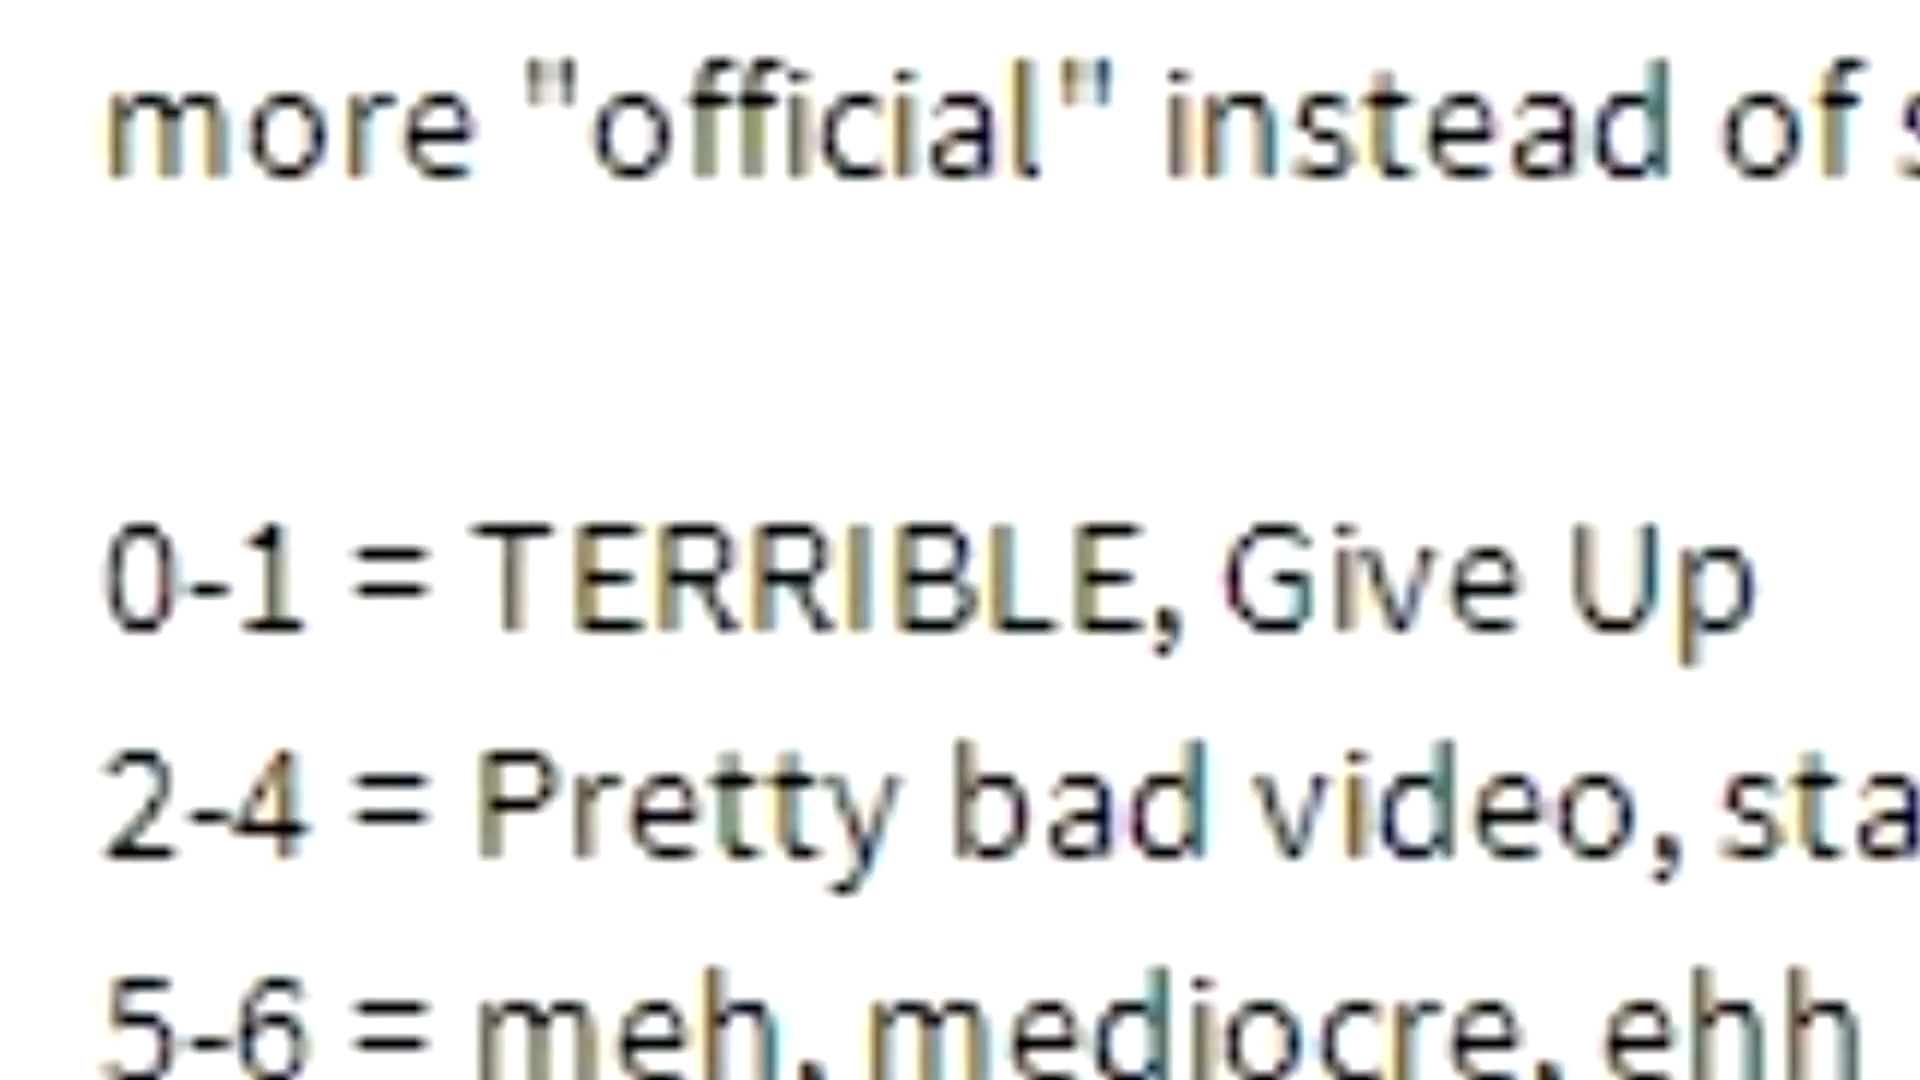 more "official" instead of s
0-1 = TERRIBLE, Give Up
2-4 = Pretty bad video, sta
5-6 = meh, mediocre, ehh